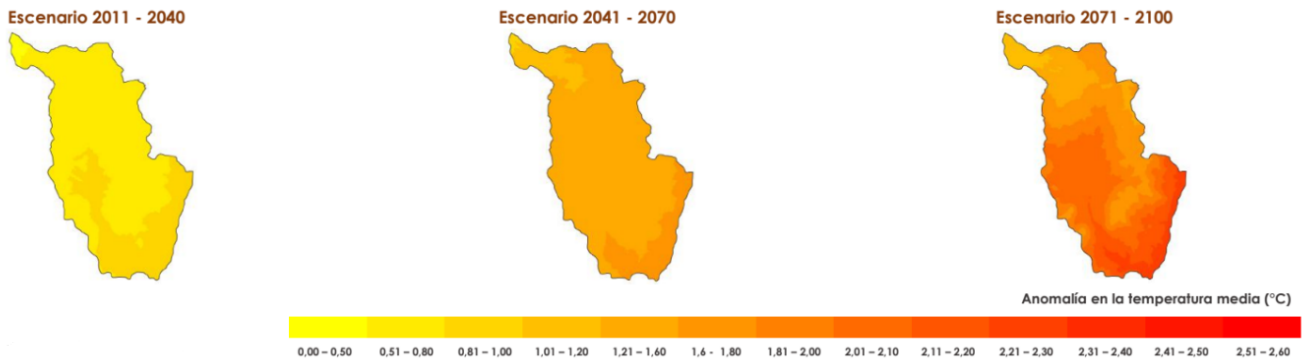 Escenario 2011 - 2040 Escenario 2041 - 2070 Escenario 2071 - 2100
Anomalía en la temperatura media (°C)
0,00 – 0,50 0,51 – 0,80 0,81 – 1,00 1,01 – 1,20 1,21 – 1,60 1,6 - 1,80 1,81 – 2,00 2,01 – 2,10 2,11 – 2,20 2,21 – 2,30 2,31 – 2,40 2,41 – 2,50 2,51 – 2,60